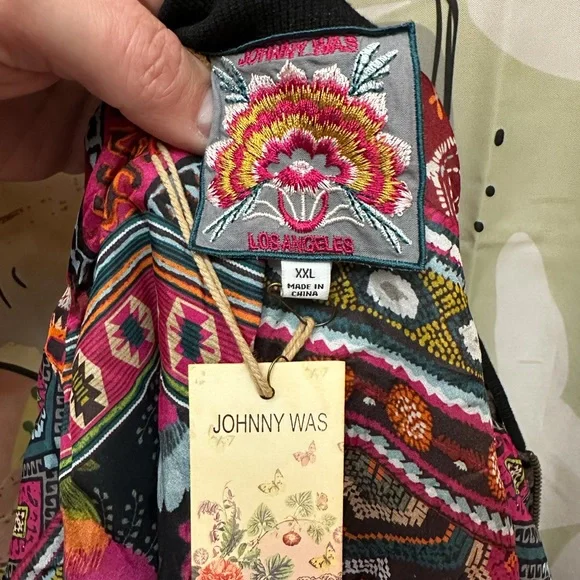 JOHNNY WAS
LOS ANGELES
XXL
MADE IN
CHINA
JOHNNY WAS